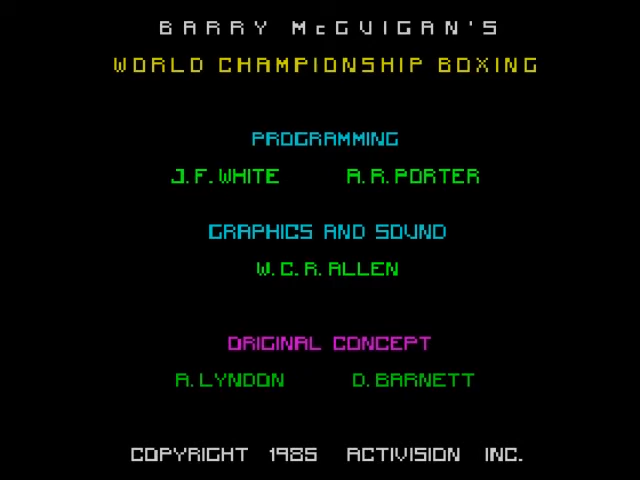 BARRY McGUIGAN'S
WORLD CHAMPIONSHIP BOXING
PROGRAMMING
J.F.WHITE A.R.PORTER
GRAPHICS AND SOUND
W.C.R.ALLEN
ORIGINAL CONCEPT
A.LYNDON D.BARNETT
COPYRIGHT 1985 ACTIVISION INC.